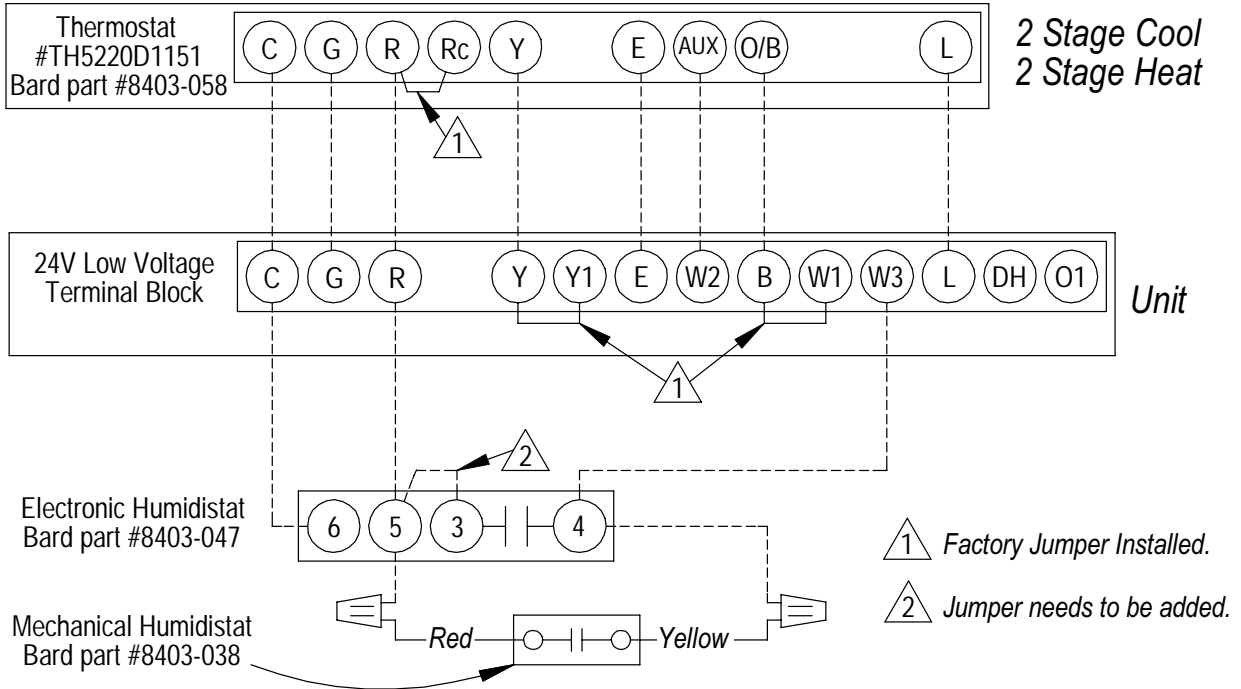 Thermostat
#TH5220D1151
Bard part #8403-058
C G R Rc Y E AUX O/B L
2 Stage Cool
2 Stage Heat
1
24V Low Voltage
Terminal Block
C G R Y Y1 E W2 B W1 W3 L DH O1
Unit
1
2
Electronic Humidistat
Bard part #8403-047
6 5 3 4
1 Factory Jumper Installed.
2 Jumper needs to be added.
Mechanical Humidistat
Bard part #8403-038
Red Yellow